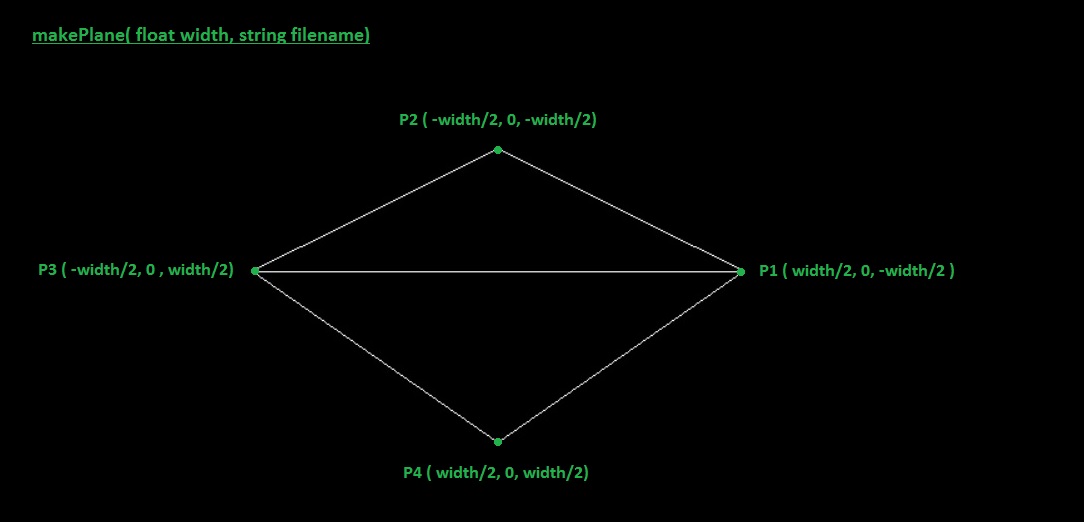 makePlane( float width, string filename)
P2 ( -width/2, 0, -width/2)
P3 ( -width/2, 0 , width/2)
P1 ( width/2, 0, -width/2 )
P4 ( width/2, 0, width/2)